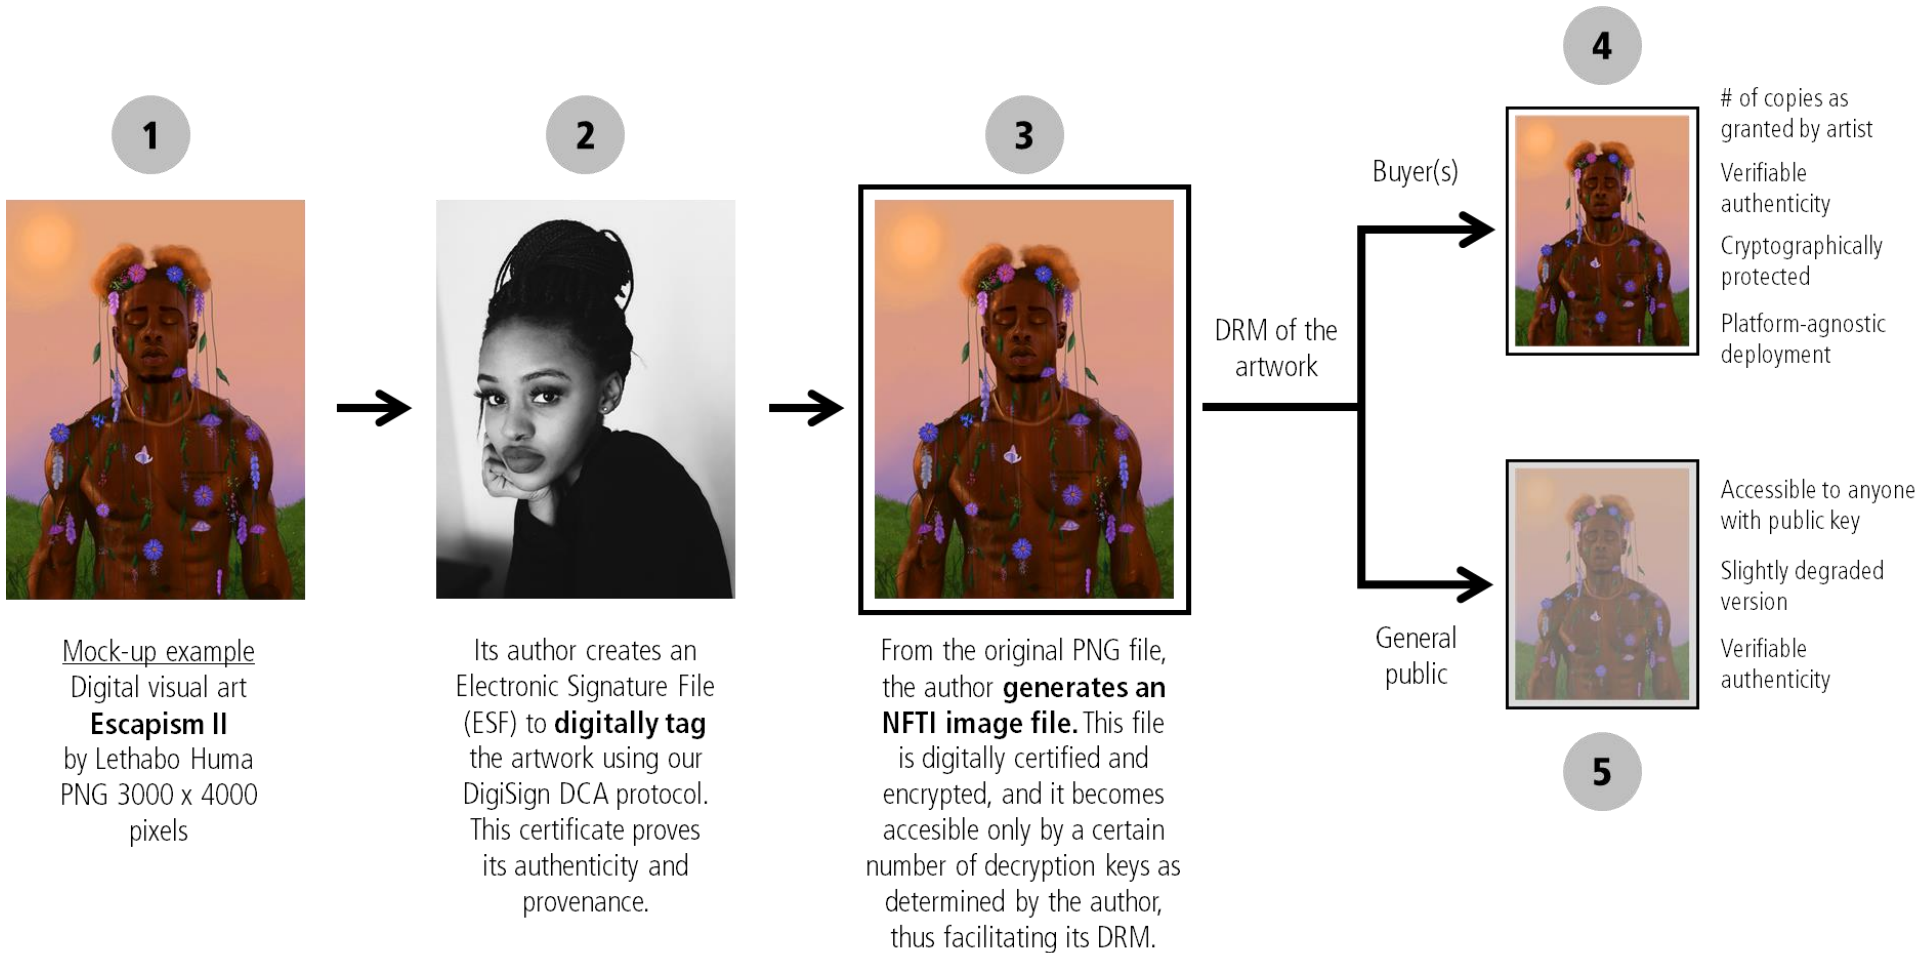 1
Mock-up example
Digital visual art
Escapism II
by Lethabo Huma
PNG 3000 x 4000
pixels
2
Its author creates an
Electronic Signature File
(ESF) to digitally tag
the artwork using our
DigiSign DCA protocol.
This certificate proves
its authenticity and
provenance.
3
From the original PNG file,
the author generates an
NFTI image file. This file
is digitally certified and
encrypted, and it becomes
accesible only by a certain
number of decryption keys as
determined by the author,
thus facilitating its DRM.
DRM of the
artwork
Buyer(s)
4
# of copies as
granted by artist
Verifiable
authenticity
Cryptographically
protected
Platform-agnostic
deployment
General
public
Accessible to anyone
with public key
Slightly degraded
version
Verifiable
authenticity
5